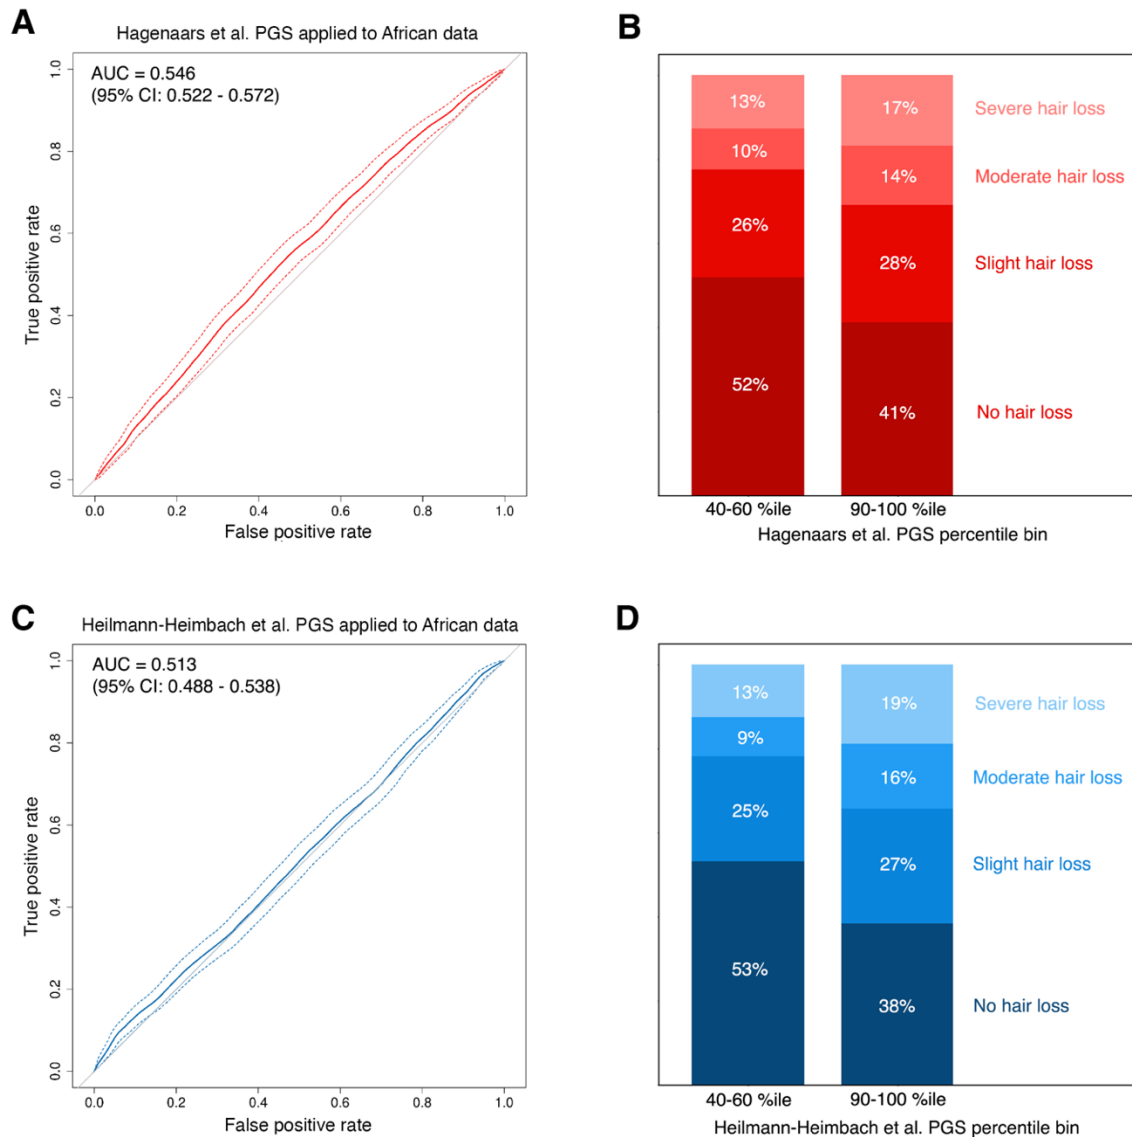 A
Hagenaars et al. PGS applied to African data
AUC = 0.546
(95% CI: 0.522 - 0.572)
True positive rate
1.0
0.8
0.6
0.4
0.2
0.0
0.0 0.2 0.4 0.6 0.8 1.0
False positive rate
B
13% 17% Severe hair loss
10% 14% Moderate hair loss
26% 28% Slight hair loss
52% 41% No hair loss
40-60 %ile 90-100 %ile
Hagenaars et al. PGS percentile bin
C
Heilmann-Heimbach et al. PGS applied to African data
AUC = 0.513
(95% CI: 0.488 - 0.538)
True positive rate
1.0
0.8
0.6
0.4
0.2
0.0
0.0 0.2 0.4 0.6 0.8 1.0
False positive rate
D
13% 19% Severe hair loss
9% 16% Moderate hair loss
25% 27% Slight hair loss
53% 38% No hair loss
40-60 %ile 90-100 %ile
Heilmann-Heimbach et al. PGS percentile bin